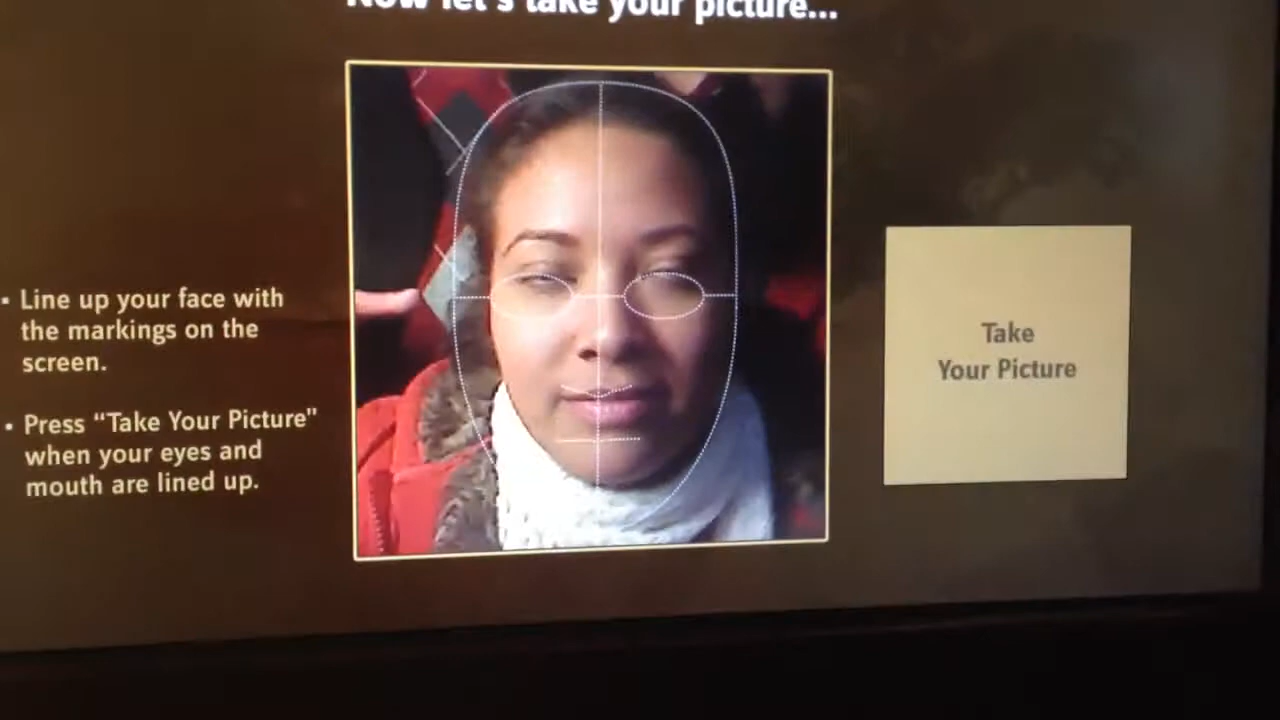 Now let's take your picture...
• Line up your face with
the markings on the
screen.
• Press “Take Your Picture"
when your eyes and
mouth are lined up.
Take
Your Picture